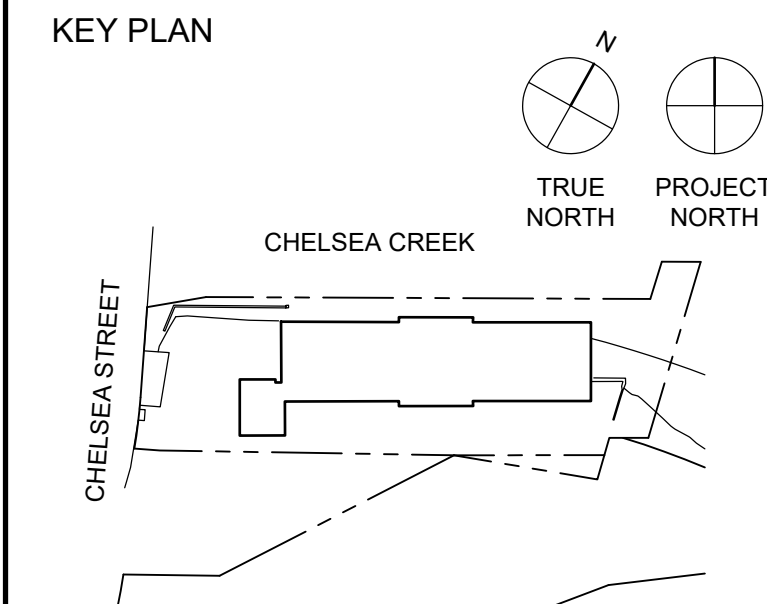 KEY PLAN
N
TRUE
NORTH
PROJECT
NORTH
CHELSEA CREEK
CHELSEA STREET